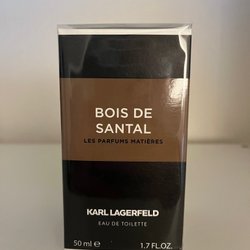 BOIS DE
SANTAL
LES PARFUMS MATIÈRES
KARL LAGERFELD
EAU DE TOILETTE
50 ml ℮ 1.7 FL.OZ.